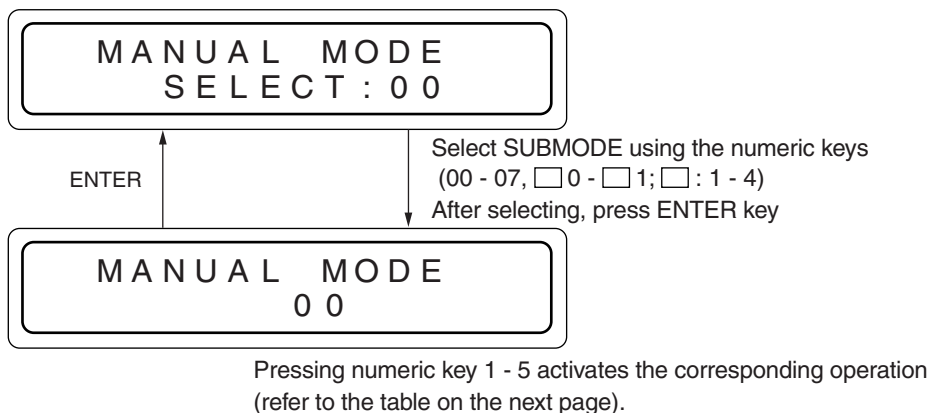 MANUAL MODE
SELECT:00
ENTER
Select SUBMODE using the numeric keys
(00 - 07, □ 0 - □ 1; □ : 1 - 4)
After selecting, press ENTER key
MANUAL MODE
00
Pressing numeric key 1 - 5 activates the corresponding operation
(refer to the table on the next page).